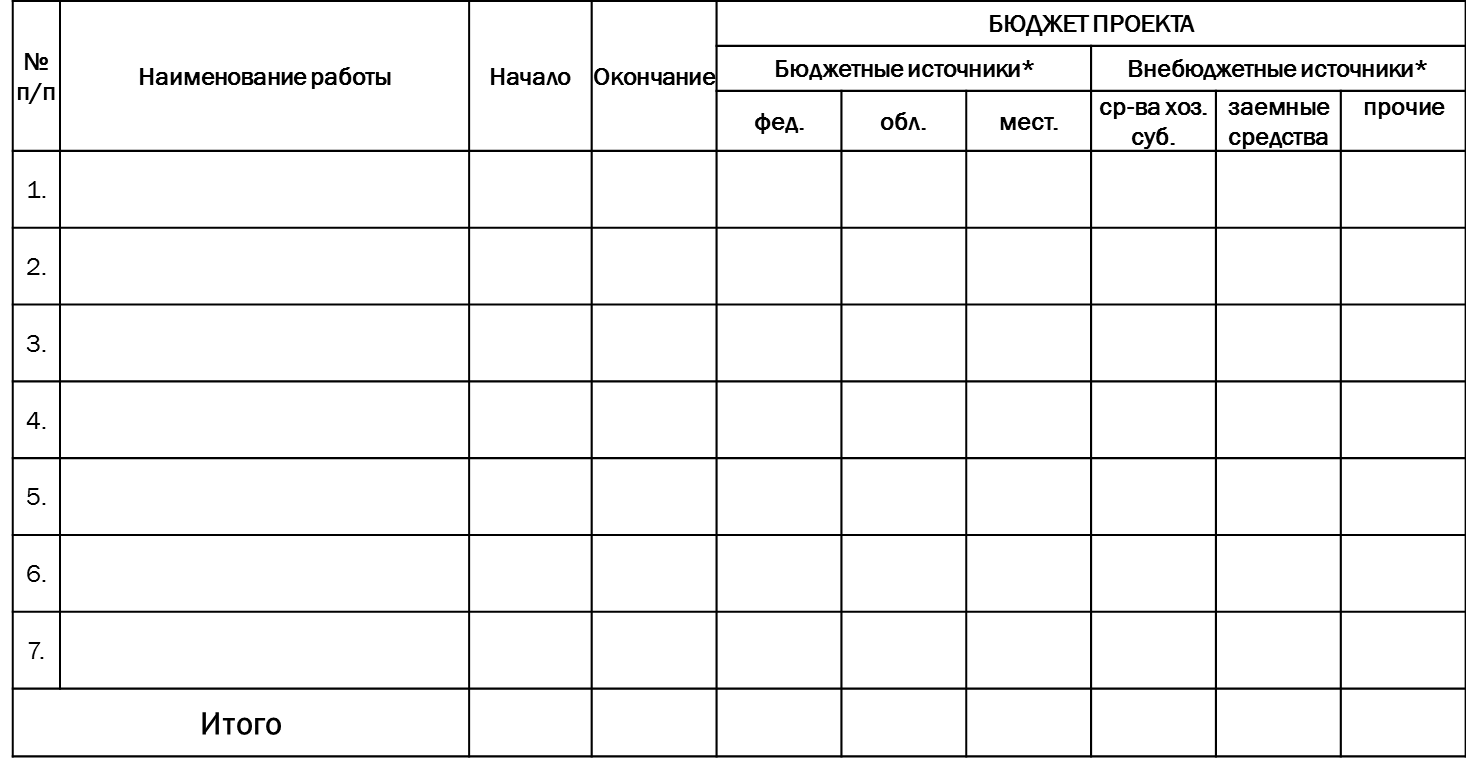 №
п/п
Наименование работы
Начало
Окончание
БЮДЖЕТ ПРОЕКТА
Бюджетные источники*
Внебюджетные источники*
фед.
обл.
мест.
ср-ва хоз.
суб.
заемные
средства
прочие
1.
2.
3.
4.
5.
6.
7.
Итого